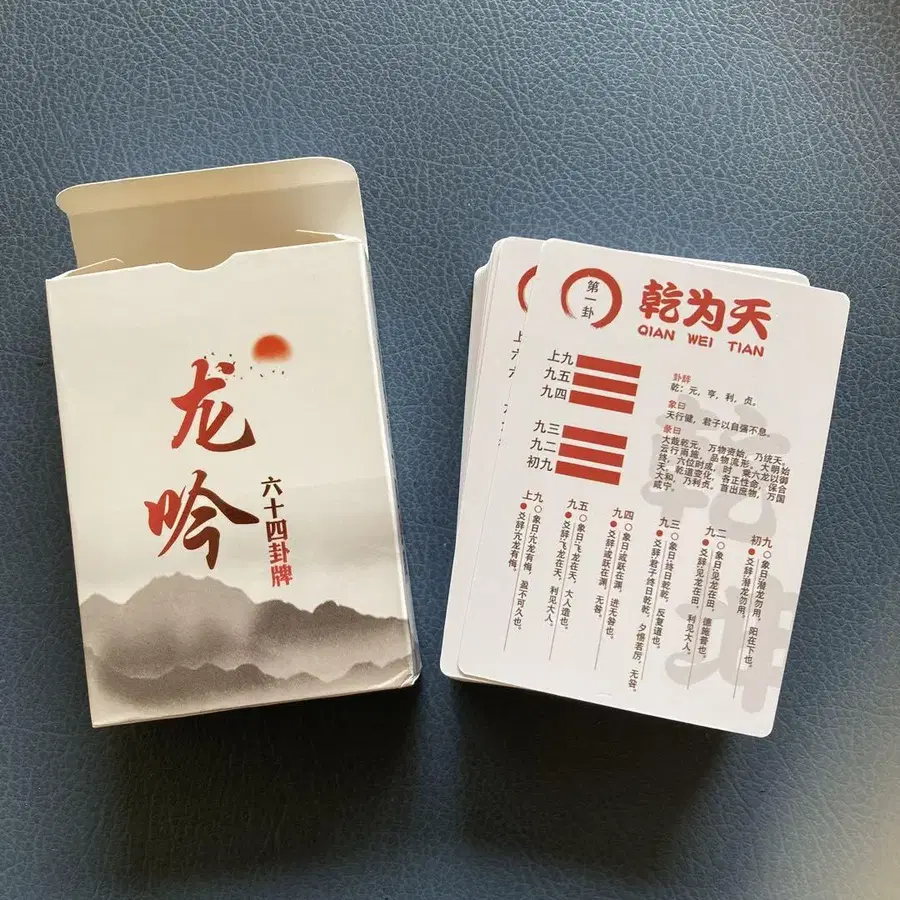 龙吟
六十四卦牌
第一卦
乾为天
QIAN WEI TIAN
上九
九五
九四
九三
九二
初九
卦辞
乾:元,亨,利,贞。
象曰
天行健,君子以自强不息。
彖曰
大哉乾元,万物资始,乃统天。
云行雨施,品物流形。大明
终始,六位时成,时乘六龙以御
天。乾道变化,各正性命,保合
大和,乃利贞。首出庶物,万国
咸宁。
乾
坤
初九
○象曰:潜龙勿用,阳在下也。
●爻辞:潜龙勿用。
九二
○象曰:见龙在田,德施普也。
●爻辞:见龙在田,利见大人。
九三
○象曰:终日乾乾,反复道也。
●爻辞:君子终日乾乾,夕惕若厉,无咎。
九四
○象曰:或跃在渊,进无咎也。
●爻辞:或跃在渊,无咎。
九五
○象曰:飞龙在天,大人造也。
●爻辞:飞龙在天,利见大人。
上九
○象曰:亢龙有悔,盈不可久也。
●爻辞:亢龙有悔。
上
六
六